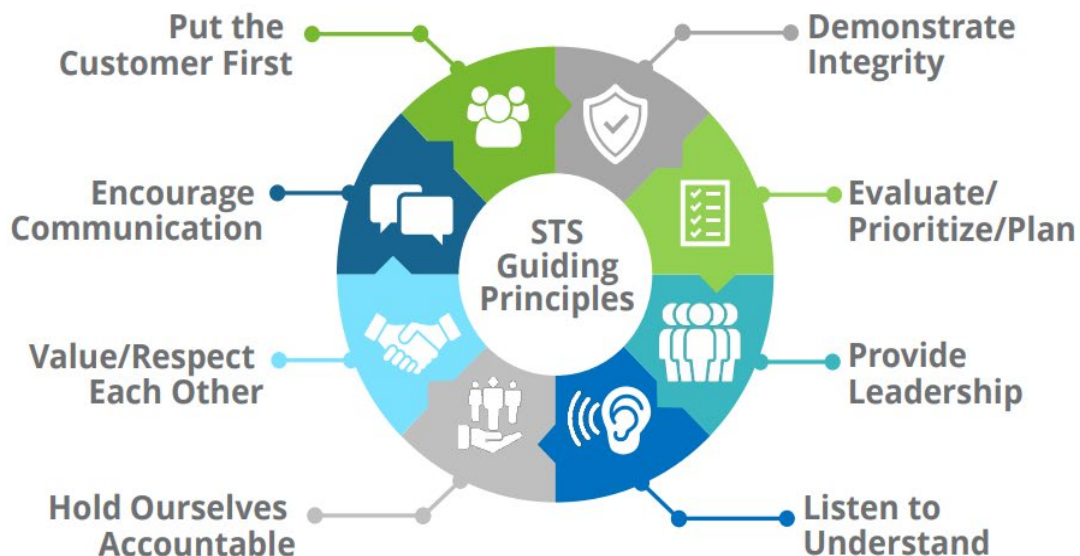 Put the
Customer First
Demonstrate
Integrity
Encourage
Communication
Evaluate/
Prioritize/Plan
STS
Guiding
Principles
Value/Respect
Each Other
Provide
Leadership
Hold Ourselves
Accountable
Listen to
Understand